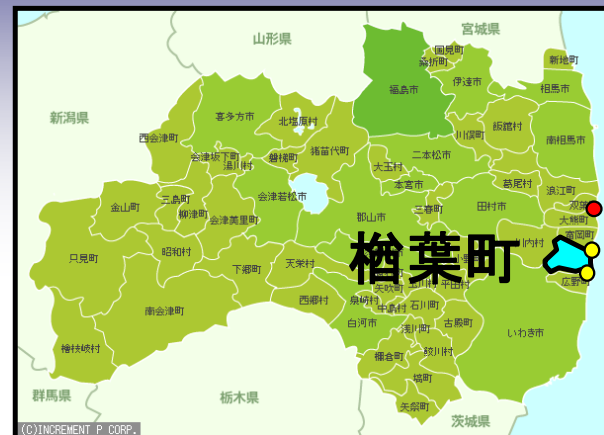 山形県
宮城県
新潟県
国見町
桑折町
新地町
福島市
伊達市
相馬市
喜多方市
北塩原村
飯舘村
川俣町
南相馬市
西会津町
会津坂下町
湯川村
磐梯町
猪苗代町
二本松市
大玉村
本宮市
葛尾村
浪江町
双葉
大熊町
富岡町
川内村
会津若松市
三島町
金山町
柳津町
会津美里町
郡山市
三春町
田村市
楢葉町
只見町
昭和村
下郷町
天栄村
平田村
広野町
矢吹町
玉川村
西郷村
泉崎村
中島村
石川町
南会津町
白河市
浅川町
古殿町
いわき市
檜枝岐村
棚倉町
鮫川村
塙町
矢祭町
群馬県
栃木県
茨城県
(C)INCREMENT P CORP.